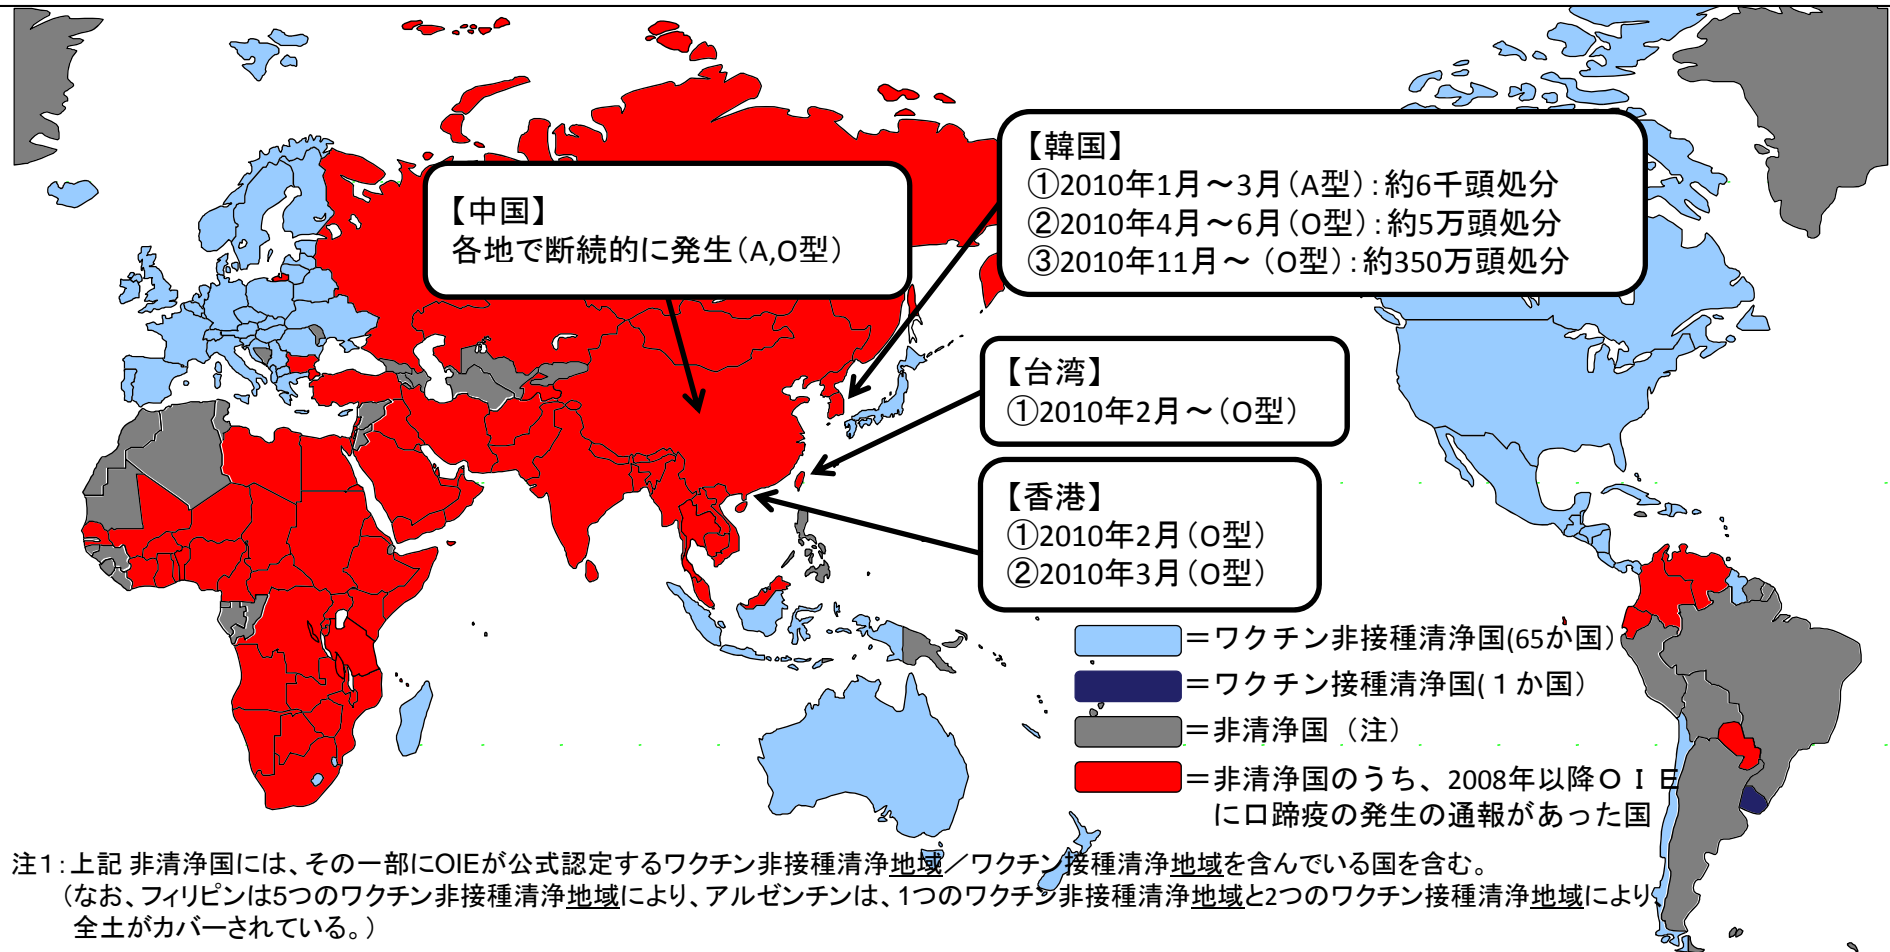 【中国】
各地で断続的に発生(A,O型)
【韓国】
①2010年1月～3月(A型):約6千頭処分
②2010年4月～6月(O型):約5万頭処分
③2010年11月～ (O型):約350万頭処分
【台湾】
①2010年2月～(O型)
【香港】
①2010年2月(O型)
②2010年3月(O型)
＝ワクチン非接種清浄国(65か国)
＝ワクチン接種清浄国(１か国)
＝非清浄国（注）
＝非清浄国のうち、2008年以降ＯＩＥ
に口蹄疫の発生の通報があった国
注1:上記 非清浄国には、その一部にOIEが公式認定するワクチン非接種清浄地域／ワクチン接種清浄地域を含んでいる国を含む。
(なお、フィリピンは5つのワクチン非接種清浄地域により、アルゼンチンは、1つのワクチン非接種清浄地域と2つのワクチン接種清浄地域により、
全土がカバーされている。)